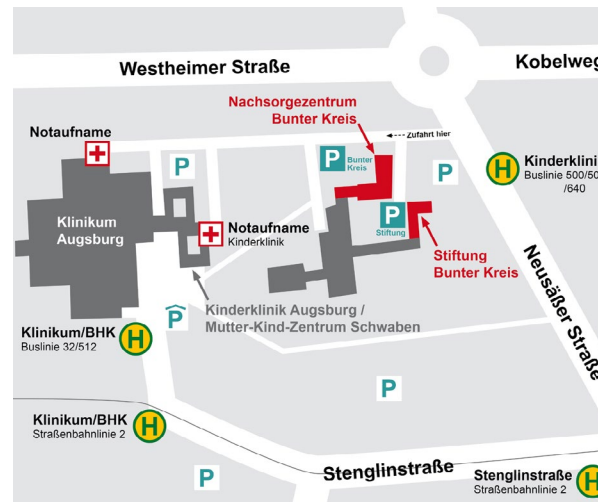 Westheimer Straße
Kobelweg
Nachsorgezentrum
Bunter Kreis
Notaufname
Zufahrt hier
P
P
Bunter
Kreis
P
H
Kinderklini
Buslinie 500/50
/640
Klinikum
Augsburg
Notaufname
Kinderklinik
P
Stiftung
Stiftung
Bunter Kreis
Neusäßer Straße
Kinderklinik Augsburg /
Mutter-Kind-Zentrum Schwaben
P
Klinikum/BHK
Buslinie 32/512
H
P
Klinikum/BHK
Straßenbahnlinie 2
H
Stenglinstraße
P
Stenglinstraße
Straßenbahnlinie 2
H